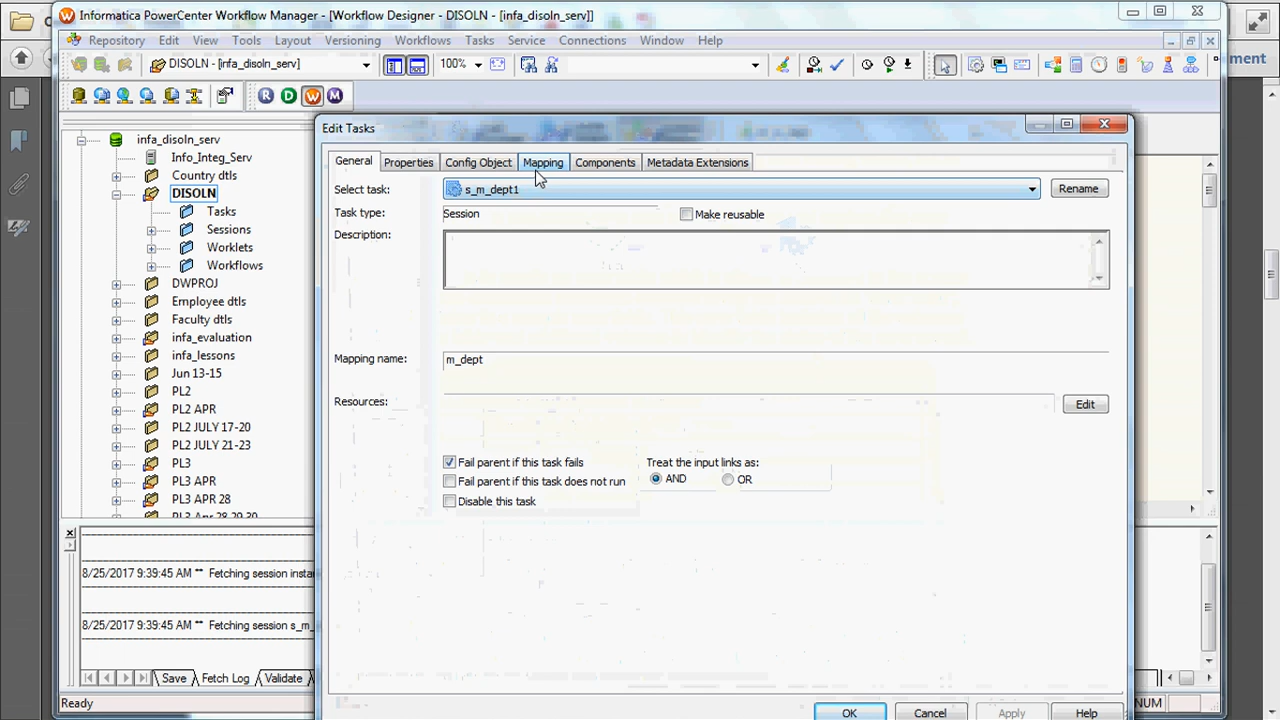 Informatica PowerCenter Workflow Manager - [Workflow Designer - DISOLN - [infa_disoln_serv]]
Repository Edit View Tools Layout Versioning Workflows Tasks Service Connections Window Help
DISOLN - [infa_disoln_serv] 100%
ment
R D W M
Edit Tasks
General Properties Config Object Mapping Components Metadata Extensions
infa_disoln_serv
Info_Integ_Serv
Country dtls
DISOLN
Tasks
Sessions
Worklets
Workflows
DWPROJ
Employee dtls
Faculty dtls
infa_evaluation
infa_lessons
Jun 13-15
PL2
PL2 APR
PL2 JULY 17-20
PL2 JULY 21-23
PL3
PL3 APR
PL3 APR 28
PL3 Apr 28 29 30
Select task: s_m_dept1 Rename
Task type: Session Make reusable
Description:
Mapping name: m_dept
Resources: Edit
Fail parent if this task fails Treat the input links as:
Fail parent if this task does not run AND OR
Disable this task
8/25/2017 9:39:45 AM ** Fetching session insta
8/25/2017 9:39:45 AM ** Fetching session s_m_
Save Fetch Log Validate
Ready NUM
OK Cancel Apply Help